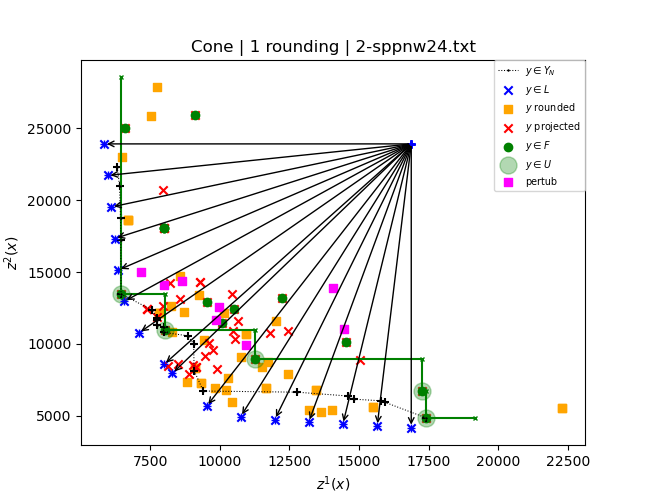 Cone | 1 rounding | 2-sppnw24.txt
z²(x)
25000
20000
15000
10000
5000
7500
10000
12500
15000
17500
20000
22500
z¹(x)
y ∈ Y_N
y ∈ L
y rounded
y projected
y ∈ F
y ∈ U
pertub